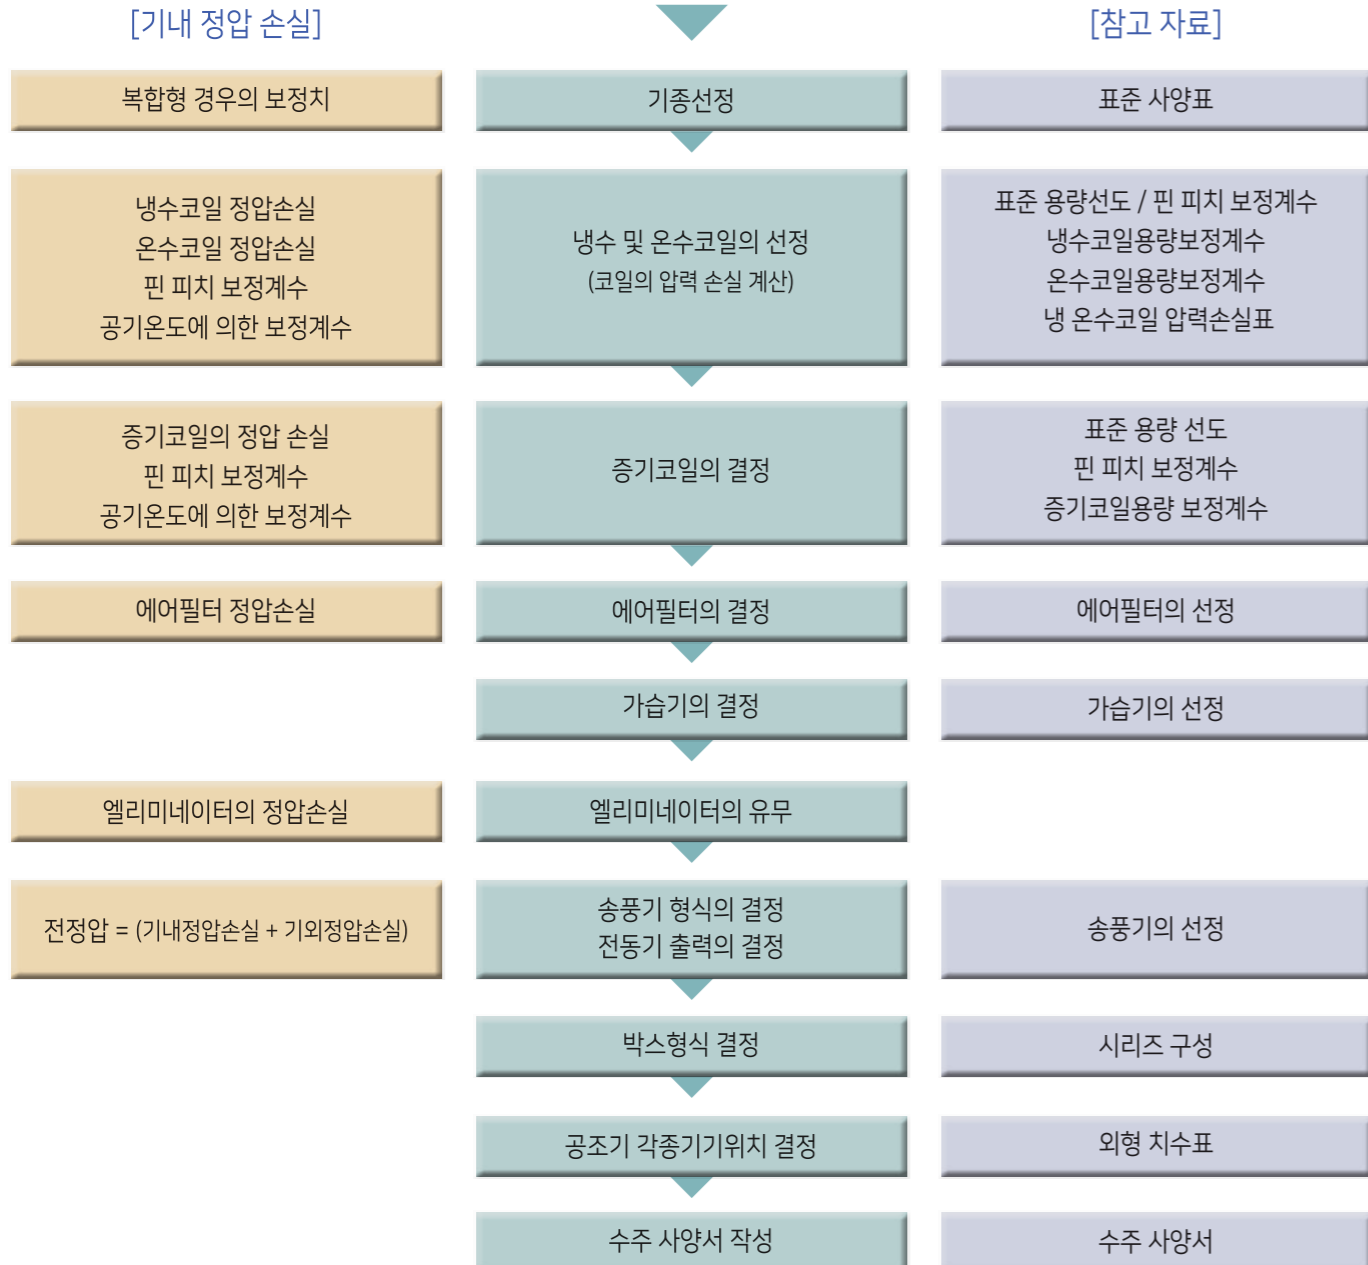 [기내 정압 손실]
[참고 자료]
복합형 경우의 보정치
기종선정
표준 사양표
냉수코일 정압손실
온수코일 정압손실
핀 피치 보정계수
공기온도에 의한 보정계수
냉수 및 온수코일의 선정
(코일의 압력 손실 계산)
표준 용량선도 / 핀 피치 보정계수
냉수코일용량보정계수
온수코일용량보정계수
냉 온수코일 압력손실표
증기코일의 정압 손실
핀 피치 보정계수
공기온도에 의한 보정계수
증기코일의 결정
표준 용량 선도
핀 피치 보정계수
증기코일용량 보정계수
에어필터 정압손실
에어필터의 결정
에어필터의 선정
가습기의 결정
가습기의 선정
엘리미네이터의 정압손실
엘리미네이터의 유무
전정압 = (기내정압손실 + 기외정압손실)
송풍기 형식의 결정
전동기 출력의 결정
송풍기의 선정
박스형식 결정
시리즈 구성
공조기 각종기기위치 결정
외형 치수표
수주 사양서 작성
수주 사양서